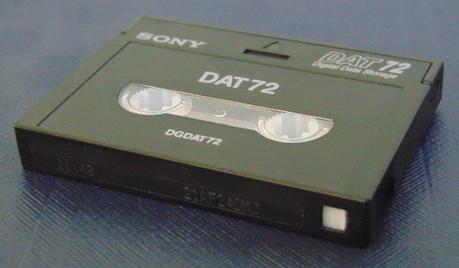 SONY
DAT 72
Digital Data Storage
DAT72
DGDAT72